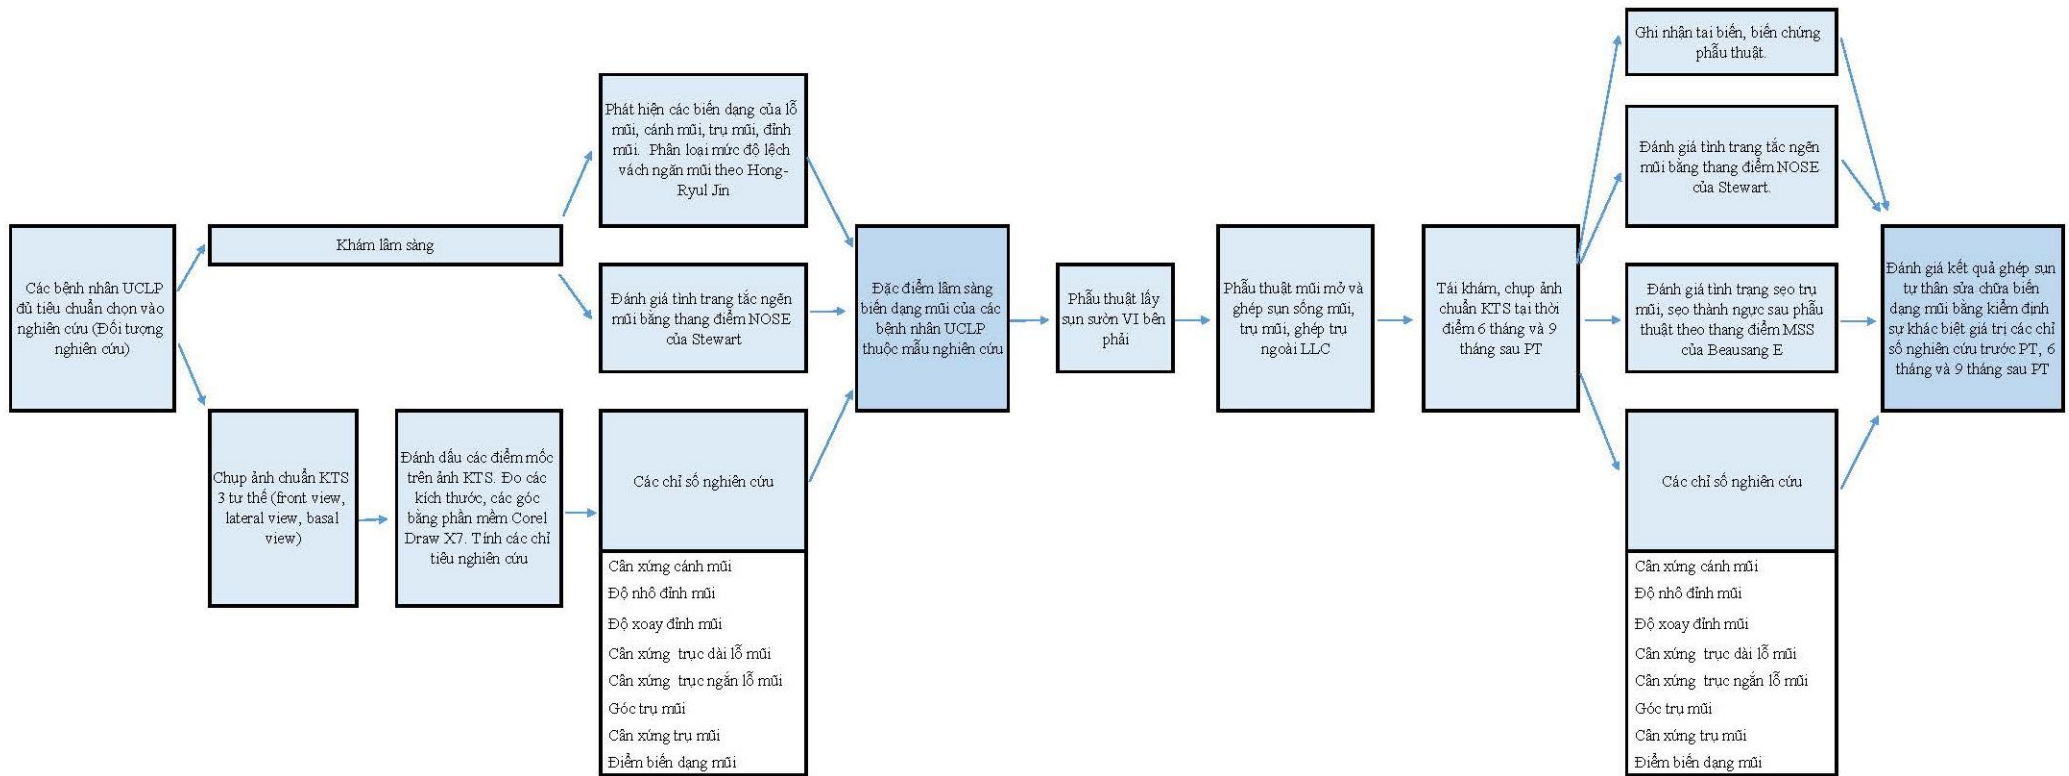 Các bệnh nhân UCLP
đủ tiêu chuẩn chọn vào
nghiên cứu (Đối tượng
nghiên cứu)
Khám lâm sàng
Chụp ảnh chuẩn KTS
3 tư thế (front view,
lateral view, basal
view)
Đánh dấu các điểm mốc
trên ảnh KTS. Đo các
kích thước, các góc
bằng phần mềm Corel
Draw X7. Tính các chỉ
tiêu nghiên cứu
Phát hiện các biến dạng của lỗ
mũi, cánh mũi, trụ mũi, đỉnh
mũi. Phân loại mức độ lệch
vách ngăn mũi theo Hong-
Ryul Jin
Đánh giá tình trang tắc ngẽn
mũi bằng thang điểm NOSE
của Stewart
Các chỉ số nghiên cứu
Cân xứng cánh mũi
Độ nhô đỉnh mũi
Độ xoay đỉnh mũi
Cân xứng trục dài lỗ mũi
Cân xứng trục ngắn lỗ mũi
Góc trụ mũi
Cân xứng trụ mũi
Điểm biến dạng mũi
Đặc điểm lâm sàng
biến dạng mũi của các
bệnh nhân UCLP
thuộc mẫu nghiên cứu
Phẫu thuật lấy
sụn sườn VI bên
phải
Phẫu thuật mũi mở và
ghép sụn sống mũi,
trụ mũi, ghép trụ
ngoài LLC
Tái khám, chụp ảnh
chuẩn KTS tại thời
điểm 6 tháng và 9
tháng sau PT
Ghi nhận tai biến, biến chứng
phẫu thuật.
Đánh giá tình trang tắc ngẽn
mũi bằng thang điểm NOSE
của Stewart.
Đánh giá tình trạng sẹo trụ
mũi, sẹo thành ngực sau phẫu
thuật theo thang điểm MSS
của Beausang E
Các chỉ số nghiên cứu
Cân xứng cánh mũi
Độ nhô đỉnh mũi
Độ xoay đỉnh mũi
Cân xứng trục dài lỗ mũi
Cân xứng trục ngắn lỗ mũi
Góc trụ mũi
Cân xứng trụ mũi
Điểm biến dạng mũi
Đánh giá kết quả ghép sụn
tự thân sửa chữa biến
dạng mũi bằng kiểm định
sự khác biệt giá trị các chỉ
số nghiên cứu trước PT, 6
tháng và 9 tháng sau PT